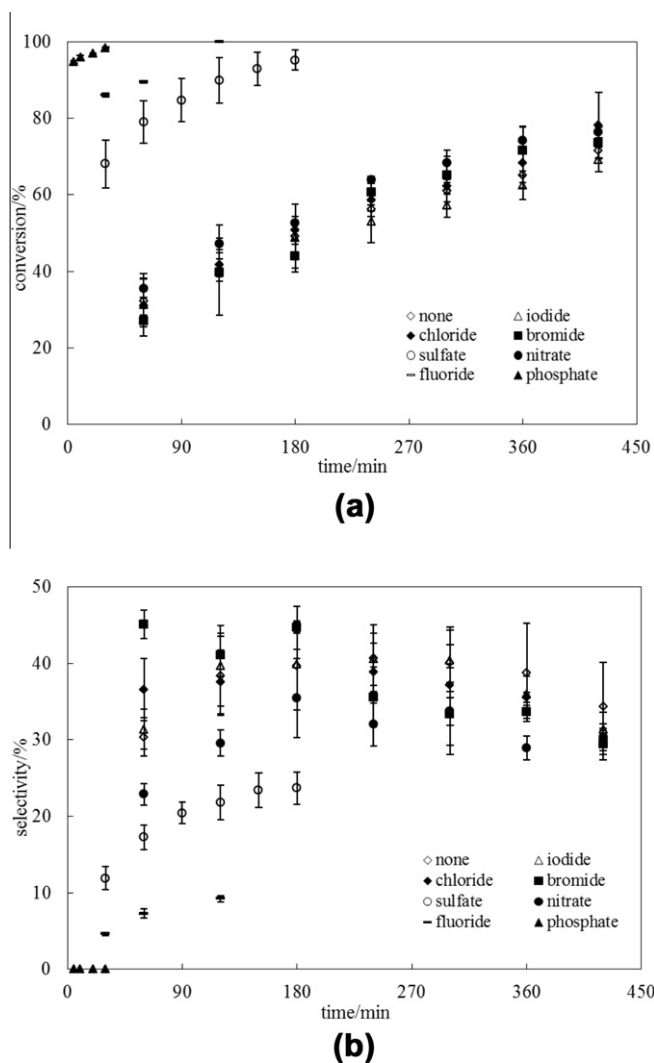 100
80
60
40
20
0
conversion/%
none iodide
chloride bromide
sulfate nitrate
fluoride phosphate
0 90 180 270 360 450
time/min
(a)
50
40
30
20
10
0
selectivity/%
none iodide
chloride bromide
sulfate nitrate
fluoride phosphate
0 90 180 270 360 450
time/min
(b)